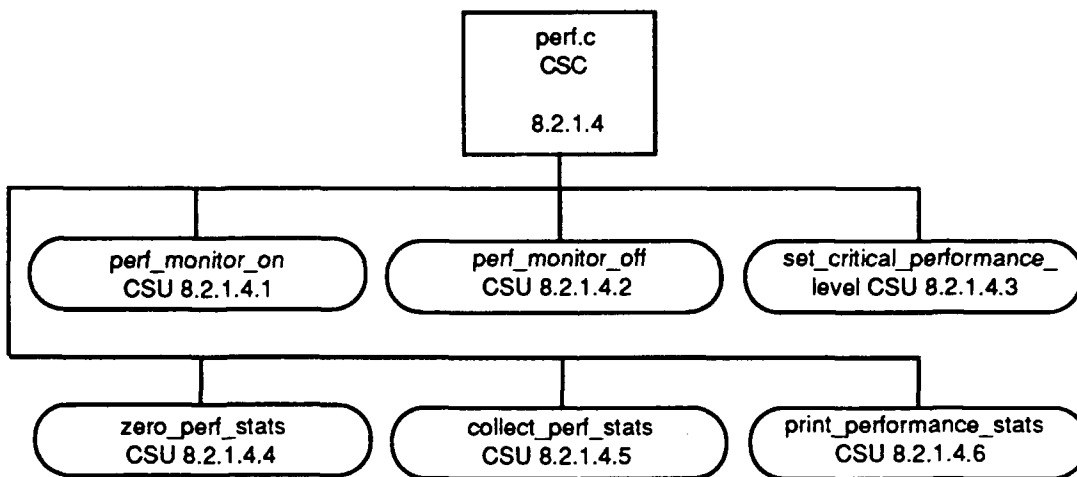 perf.c
CSC
8.2.1.4
perf_monitor_on
CSU 8.2.1.4.1
perf_monitor_off
CSU 8.2.1.4.2
set_critical_performance_
level CSU 8.2.1.4.3
zero_perf_stats
CSU 8.2.1.4.4
collect_perf_stats
CSU 8.2.1.4.5
print_performance_stats
CSU 8.2.1.4.6